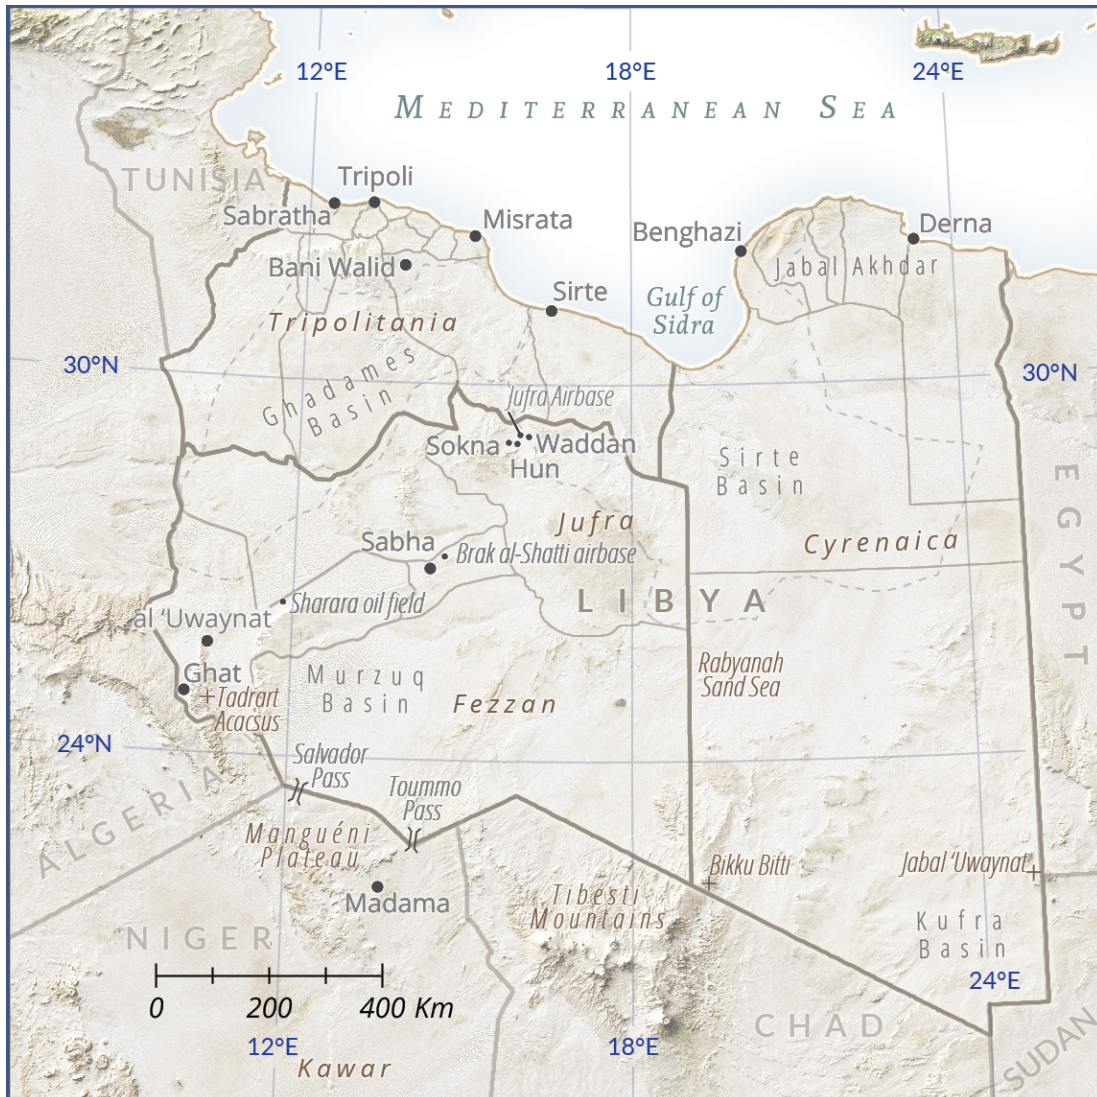 12°E
18°E
24°E
MEDITERRANEAN SEA
TUNISIA
Tripoli
Sabratha
Misrata
Benghazi
Derna
Bani Walid
Jabal Akhdar
Sirte
Gulf of
Sidra
Tripolitania
30°N
30°N
Ghadames
Basin
Jufra Airbase
Sokna
Waddan
Hun
Sirte
Basin
EGYPT
Jufra
Sabha
Brak al-Shatti airbase
Cyrenaica
Sharara oil field
LIBYA
al ‘Uwaynat
Ghat
Tadrart
Acacsus
Murzuq
Basin
Fezzan
Rabyanah
Sand Sea
24°N
Salvador
Pass
Toummo
Pass
ALGERIA
Manguéni
Plateau
Bikku Bitti
Jabal ‘Uwaynat
Madama
Tibesti
Mountains
Kufra
Basin
NIGER
24°E
0 200 400 Km
CHAD
SUDAN
12°E
18°E
Kawar